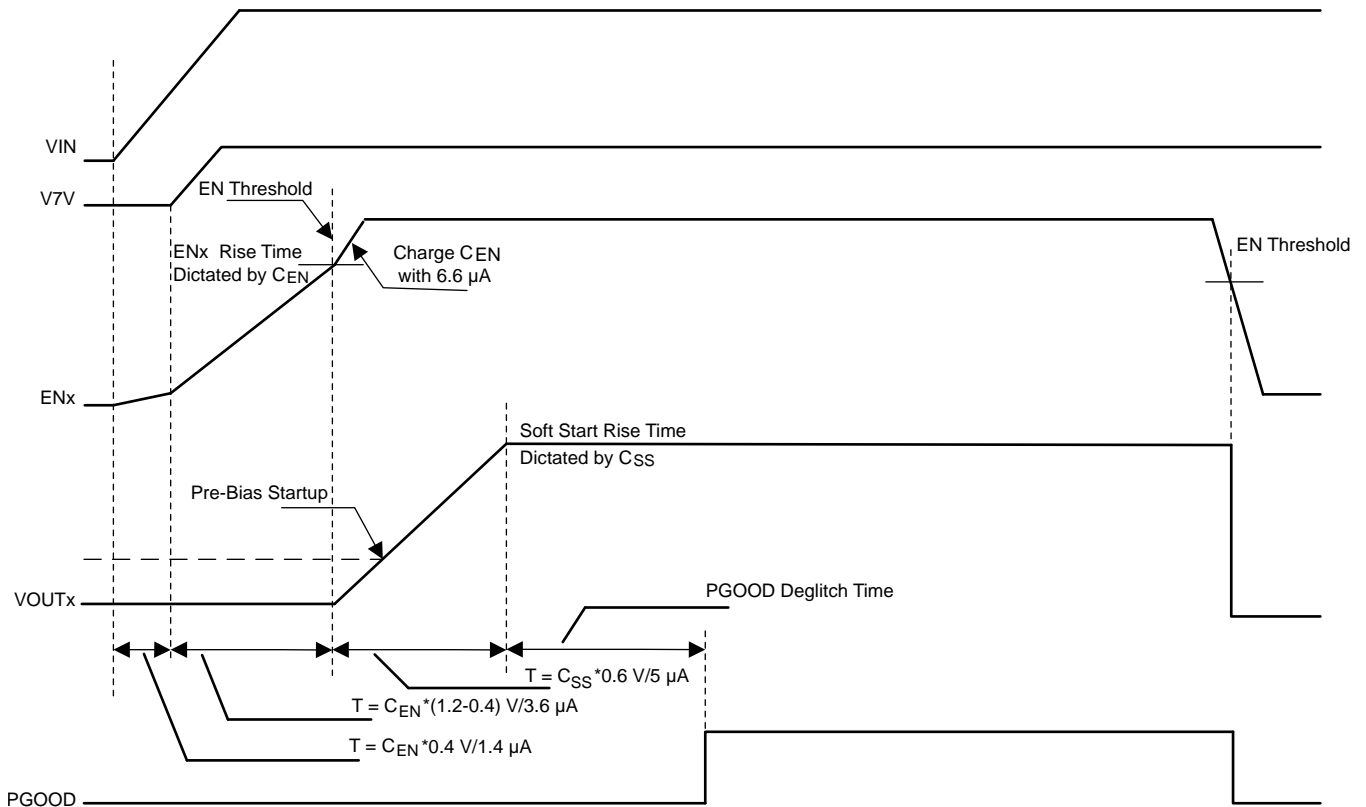 VIN
V7V
EN Threshold
ENx Rise Time
Dictated by CEN
Charge CEN
with 6.6 µA
EN Threshold
ENx
Soft Start Rise Time
Dictated by CSS
Pre-Bias Startup
VOUTx
PGOOD Deglitch Time
T = CSS*0.6 V/5 µA
T = CEN*(1.2-0.4) V/3.6 µA
T = CEN*0.4 V/1.4 µA
PGOOD